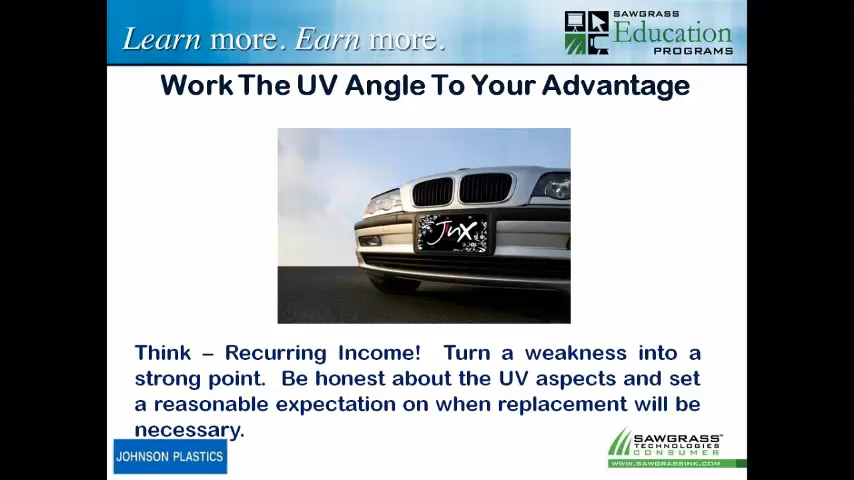 Learn more. Earn more.
SAWGRASS
Education
PROGRAMS
Work The UV Angle To Your Advantage
JnX
Think – Recurring Income! Turn a weakness into a
strong point. Be honest about the UV aspects and set
a reasonable expectation on when replacement will be
necessary.
JOHNSON PLASTICS
SAWGRASS
TECHNOLOGIES
CONSUMER
WWW.SAWGRASSINK.COM